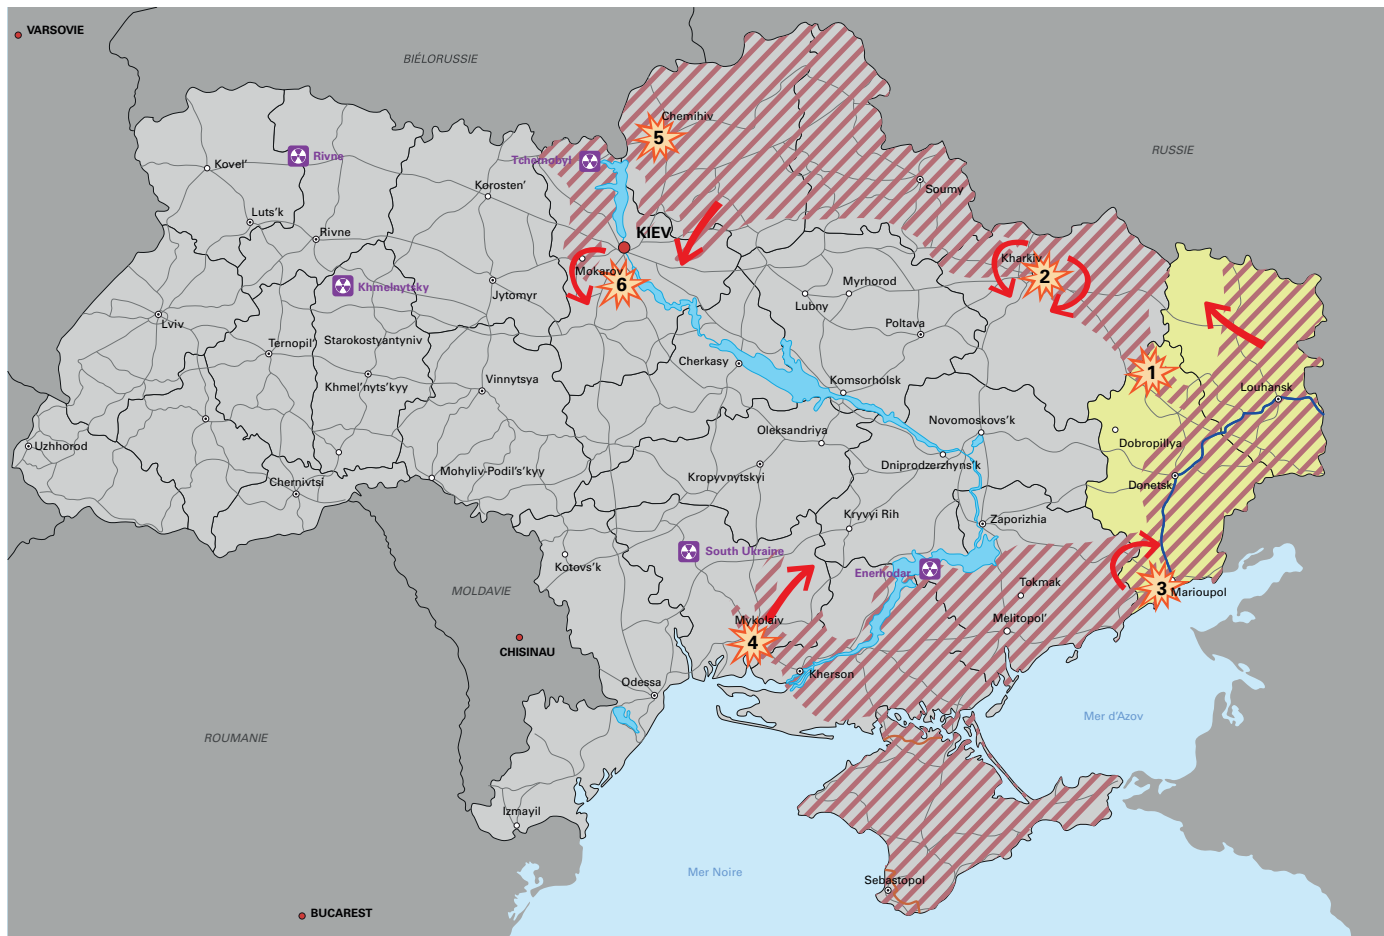 VARSOVIE
BIÉLORUSSIE
RUSSIE
Chemihiv
5
Rivne
Tchernobyl
Kovel’
Korosten’
Soumy
Luts’k
Rivne
KIEV
Kharkiv
2
Mokarov
6
Khmelnytsky
Jytomyr
Myrhorod
Lubny
Lviv
Poltava
Ternopil’
Starokostyantyniv
Cherkasy
1
Khmel’nyts’kyy
Vinnytsya
Komsorholsk
Louhansk
Novomoskovs’k
Oleksandriya
Dobropillya
Uzhhorod
Dniprodzerzhyns’k
Mohyliv-Podil’s’kyy
Kropyvnytskyi
Chernivtsi
Donetsk
Kryvyi Rih
Zaporizhia
South Ukraine
Kotovs’k
Enerhodar
Tokmak
3
Marioupol
MOLDAVIE
Mykolaiv
Melitopol’
4
CHISINAU
Kherson
Odessa
Mer d’Azov
ROUMANIE
Izmayil
Mer Noire
Sebastopol
BUCAREST